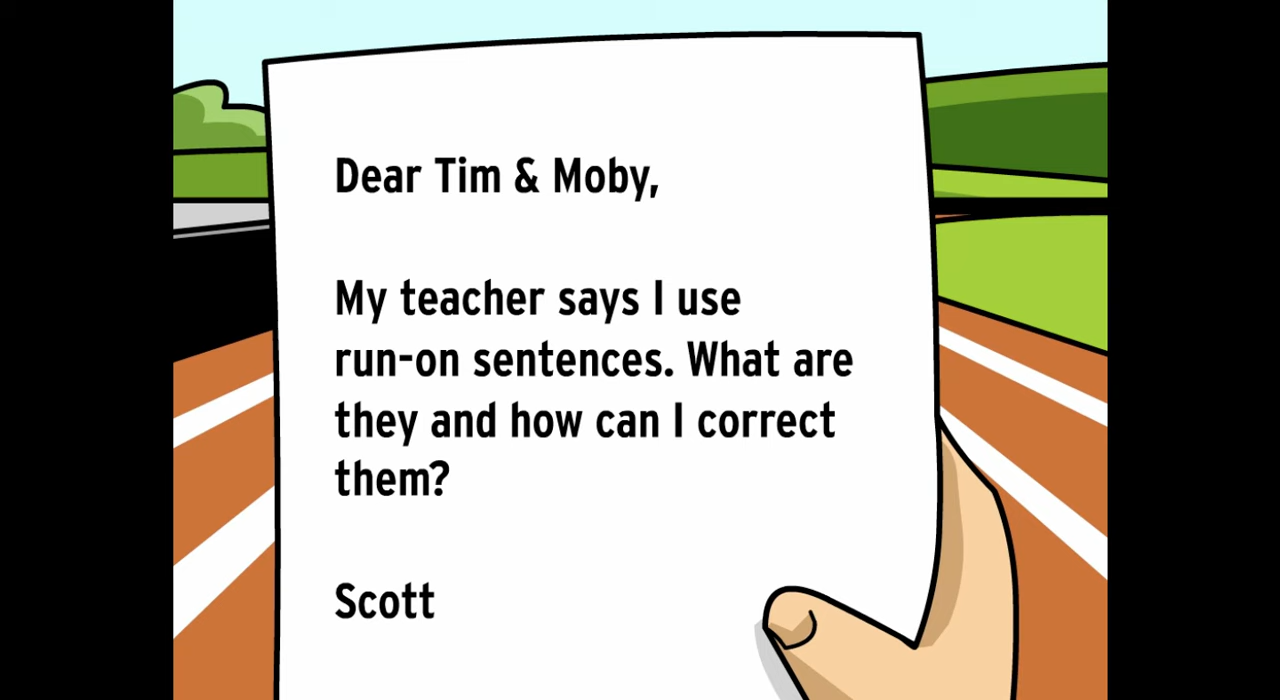 Dear Tim & Moby,
My teacher says I use
run-on sentences. What are
they and how can I correct
them?
Scott